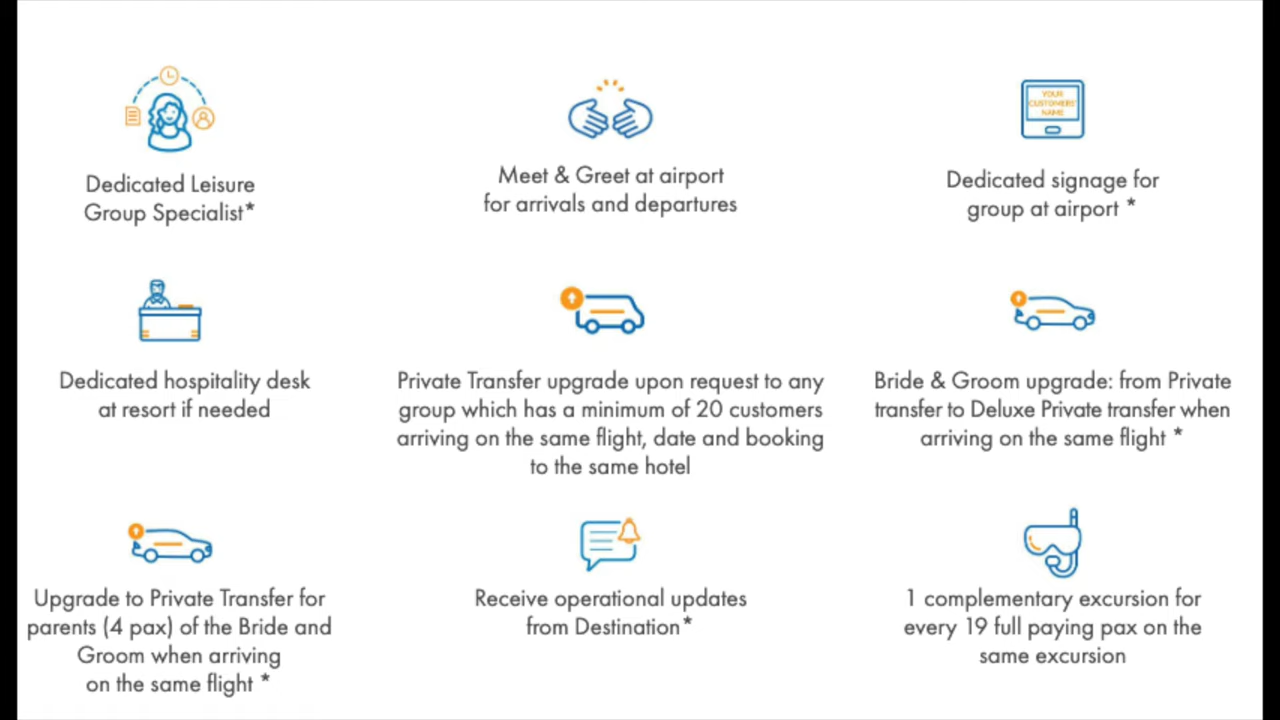 YOUR
CUSTOMERS'
NAME
Dedicated Leisure
Group Specialist*
Meet & Greet at airport
for arrivals and departures
Dedicated signage for
group at airport *
Dedicated hospitality desk
at resort if needed
Private Transfer upgrade upon request to any
group which has a minimum of 20 customers
arriving on the same flight, date and booking
to the same hotel
Bride & Groom upgrade: from Private
transfer to Deluxe Private transfer when
arriving on the same flight *
Upgrade to Private Transfer for
parents (4 pax) of the Bride and
Groom when arriving
on the same flight *
Receive operational updates
from Destination*
1 complementary excursion for
every 19 full paying pax on the
same excursion